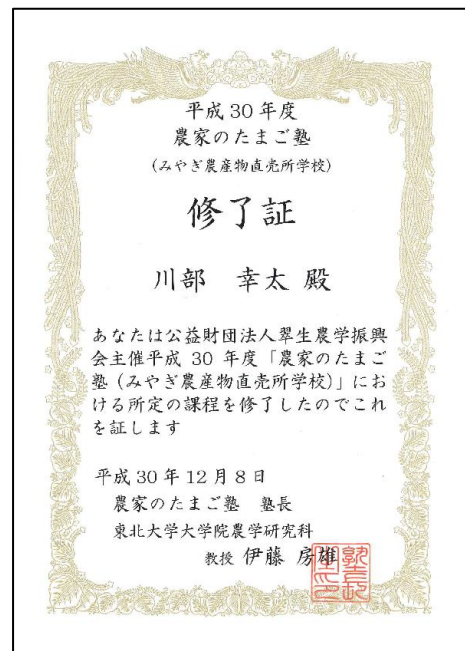 平成30年度
農家のたまご塾
(みやぎ農産物直売所学校)
修了証
川部 幸太 殿
あなたは公益財団法人翠生農学振興
会主催平成 30 年度「農家のたまご
塾(みやぎ農産物直売所学校)」にお
ける所定の課程を修了したのでこれ
を証します
平成30年12月8日
農家のたまご塾 塾長
東北大学大学院農学研究科
教授 伊藤 房雄